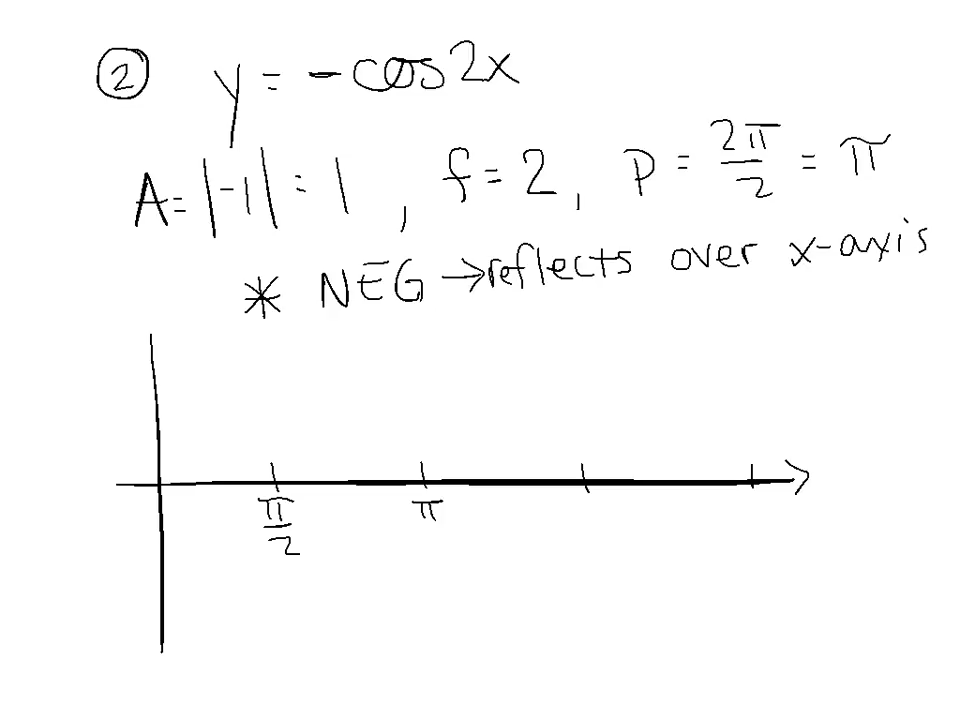 ② y = -cos2x
A = |-1| = 1, f = 2, P = 2π/2 = π
* NEG → reflects over x-axis
π/2 π